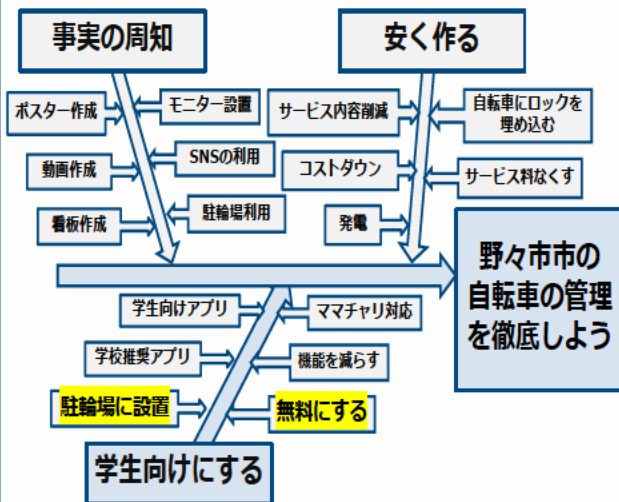 事実の周知
安く作る
ポスター作成
モニター設置
動画作成
SNSの利用
看板作成
駐輪場利用
サービス内容削減
自転車にロックを
埋め込む
コストダウン
サービス料なくす
発電
野々市市の
自転車の管理
を徹底しよう
学生向けアプリ
ママチャリ対応
学校推奨アプリ
機能を減らす
駐輪場に設置
無料にする
学生向けにする